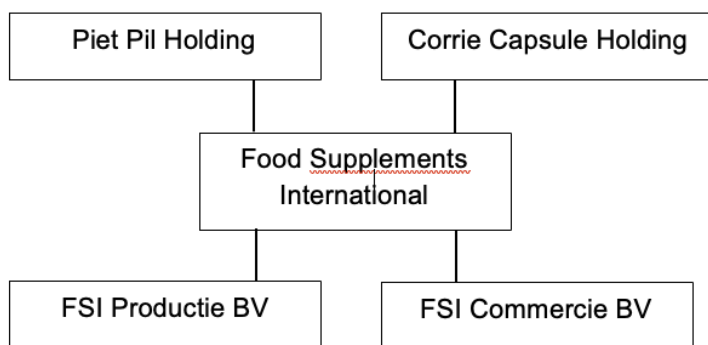 Piet Pil Holding
Corrie Capsule Holding
Food Supplements
International
FSI Productie BV
FSI Commercie BV